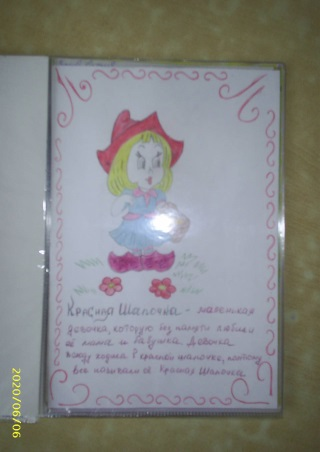 Красная Шапочка - маленькая
девочка, которую без памяти любили
её мама и бабушка. Девочка
всюду ходила в красной шапочке, поэтому
все называли её Красная Шапочка
2020/06/06